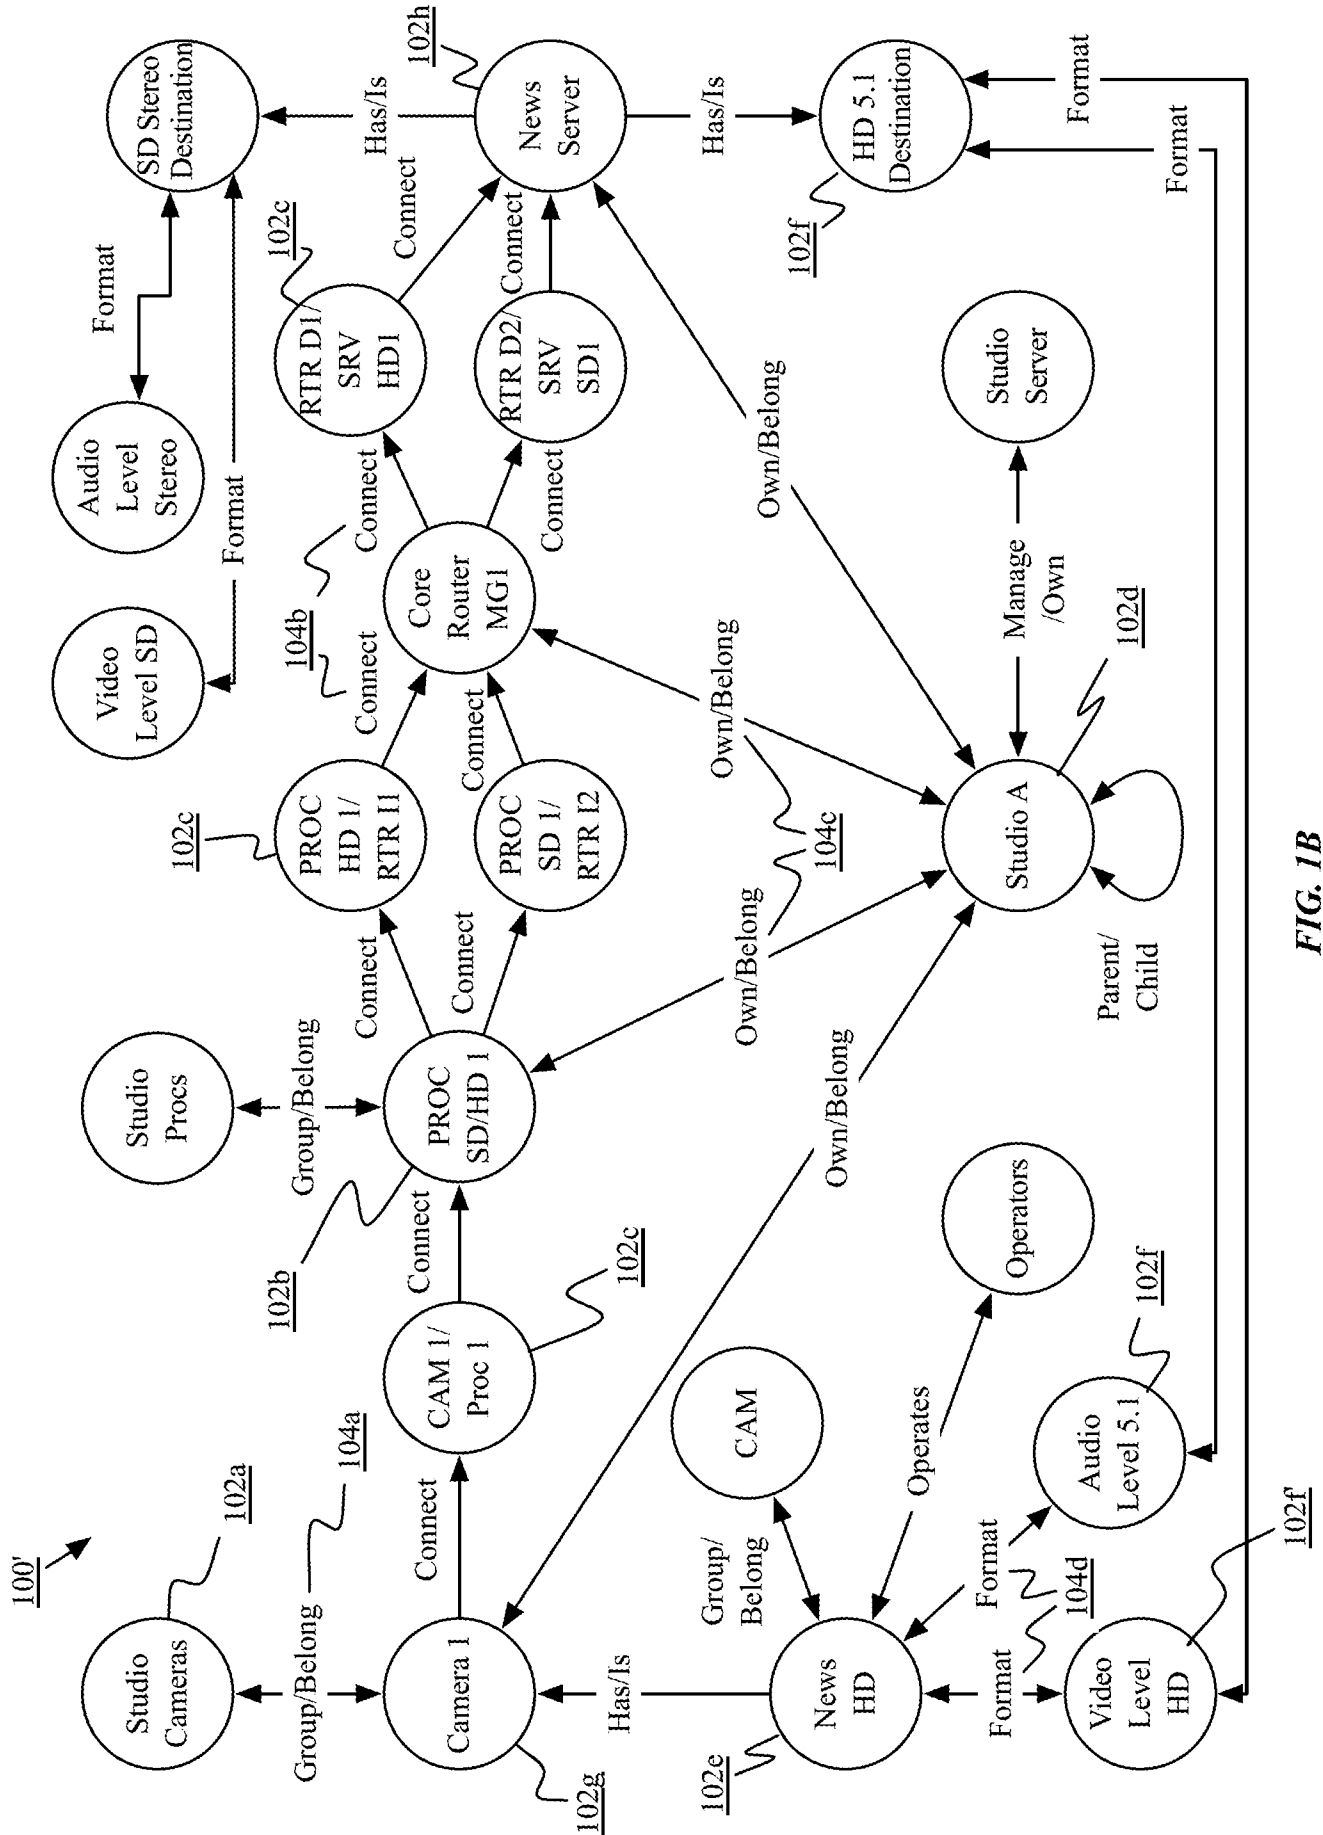 100'
Studio
Cameras
102a
Group/Belong
104a
Camera 1
102g
Connect
CAM 1/
Proc 1
102c
Connect
102b
PROC
SD/HD 1
Group/Belong
Studio
Procs
Connect
Connect
102c
PROC
HD 1/
RTR I1
PROC
SD 1/
RTR I2
Connect
Connect
104b
Core
Router
MG1
Connect
Connect
RTR D1/
SRV
HD1
102c
RTR D2/
SRV
SD1
Connect
Connect
News
Server
102h
Has/Is
Has/Is
SD Stereo
Destination
Format
Audio
Level
Stereo
Format
Video
Level SD
HD 5.1
Destination
102f
Format
Format
Own/Belong
Own/Belong
Own/Belong
Own/Belong
104c
Studio A
102d
Parent/
Child
Manage
/Own
Studio
Server
Has/Is
News
HD
102e
Group/
Belong
CAM
Operates
Operators
Format
Format
104d
Audio
Level 5.1
102f
Video
Level
HD
102f
FIG. 1B